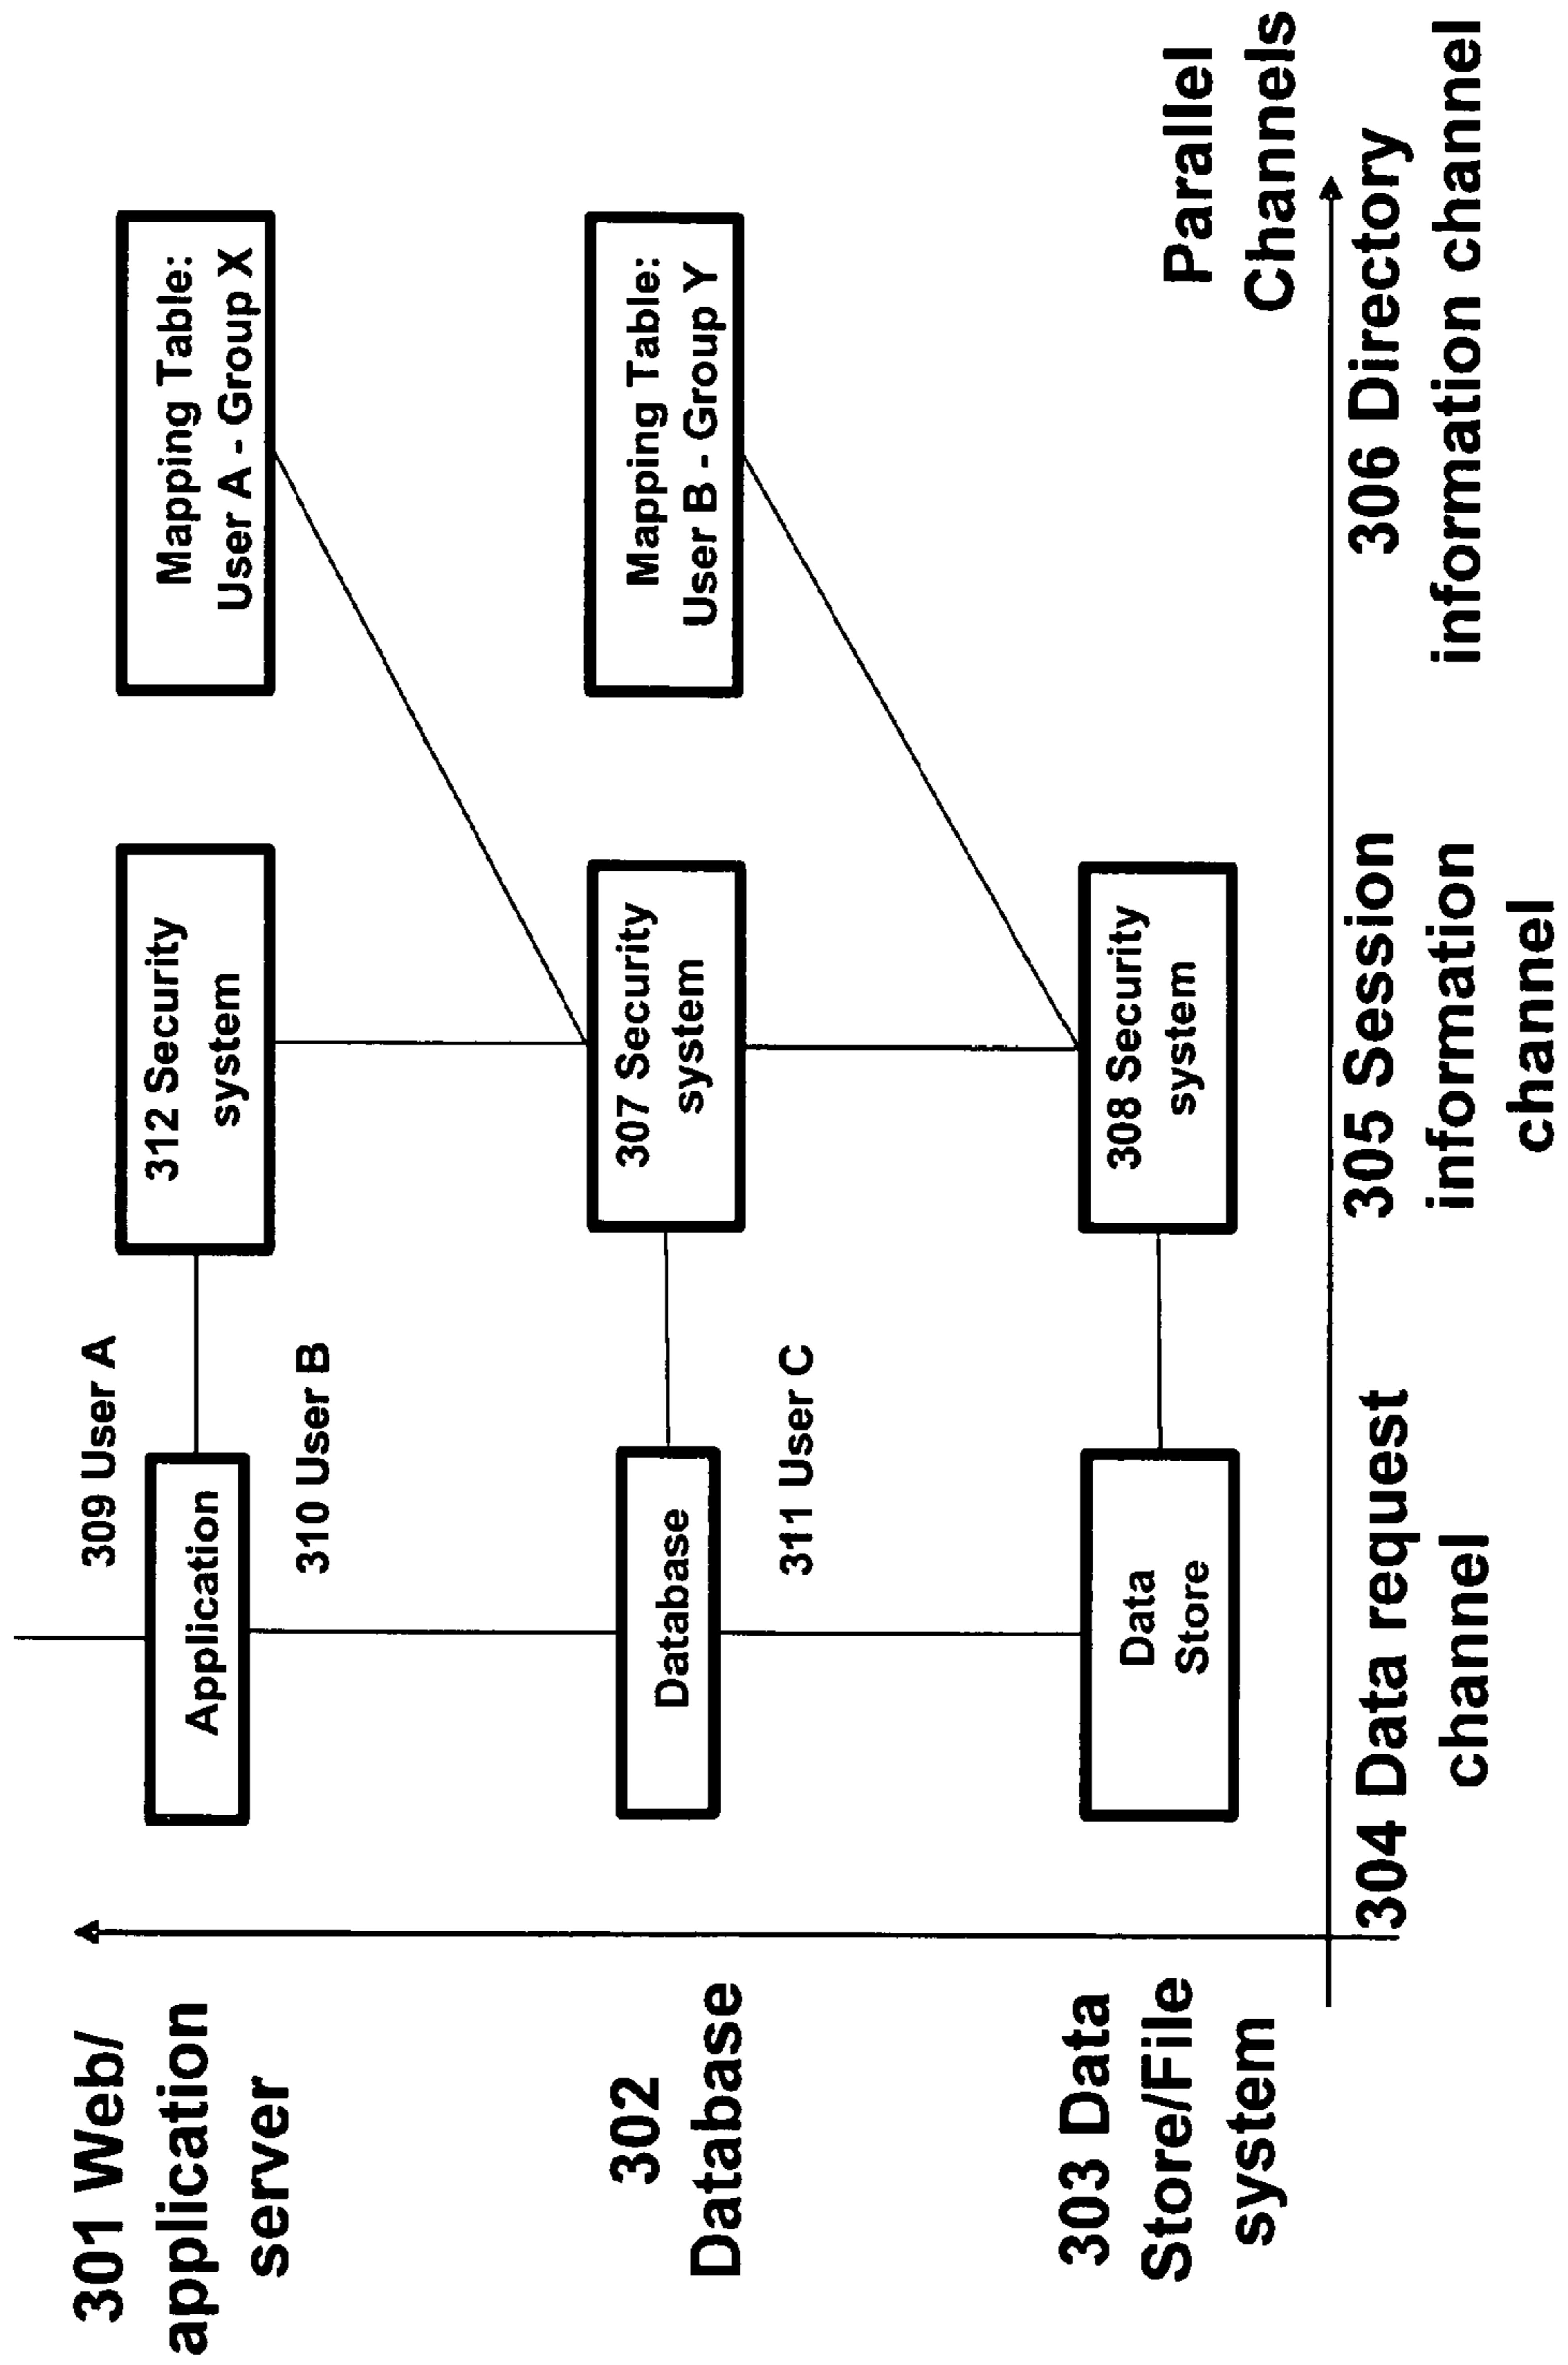 301 Web/
application
server
309 User A
Application
310 User B
312 Security
system
Mapping Table:
User A - Group X
302
Database
Database
311 User C
307 Security
system
Mapping Table:
User B - Group Y
303 Data
Store/File
system
Data
Store
308 Security
system
Parallel
Channels
304 Data request
channel
305 Session
information
channel
306 Directory
information channel